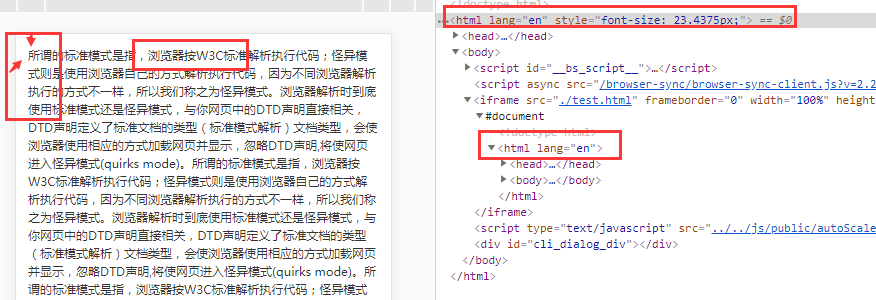 所谓的标准模式是指，浏览器按W3C标准解析执行代码；怪异模
式则是使用浏览器自己的方式解析执行代码，因为不同浏览器解析
执行的方式不一样，所以我们称之为怪异模式。浏览器解析时到底
使用标准模式还是怪异模式，与你网页中的DTD声明直接相关，
DTD声明定义了标准文档的类型（标准模式解析）文档类型，会使
浏览器使用相应的方式加载网页并显示，忽略DTD声明,将使网页
进入怪异模式(quirks mode)。所谓的标准模式是指，浏览器按
W3C标准解析执行代码；怪异模式则是使用浏览器自己的方式解
析执行代码，因为不同浏览器解析执行的方式不一样，所以我们称
之为怪异模式。浏览器解析时到底使用标准模式还是怪异模式，与
你网页中的DTD声明直接相关，DTD声明定义了标准文档的类型
（标准模式解析）文档类型，会使浏览器使用相应的方式加载网页
并显示，忽略DTD声明,将使网页进入怪异模式(quirks mode)。所
谓的标准模式是指，浏览器按W3C标准解析执行代码；怪异模式
<!doctype html>
<html lang="en" style="font-size: 23.4375px;"> == $0
<head>…</head>
<body>
<script id="__bs_script__">…</script>
<script async src="/browser-sync/browser-sync-client.js?v=2.2
<iframe src="./test.html" frameborder="0" width="100%" height
#document
<!doctype html>
<html lang="en">
<head>…</head>
<body>…</body>
</html>
</iframe>
<script type="text/javascript" src="../../js/public/autoScale
<div id="cli_dialog_div"></div>
</body>
</html>